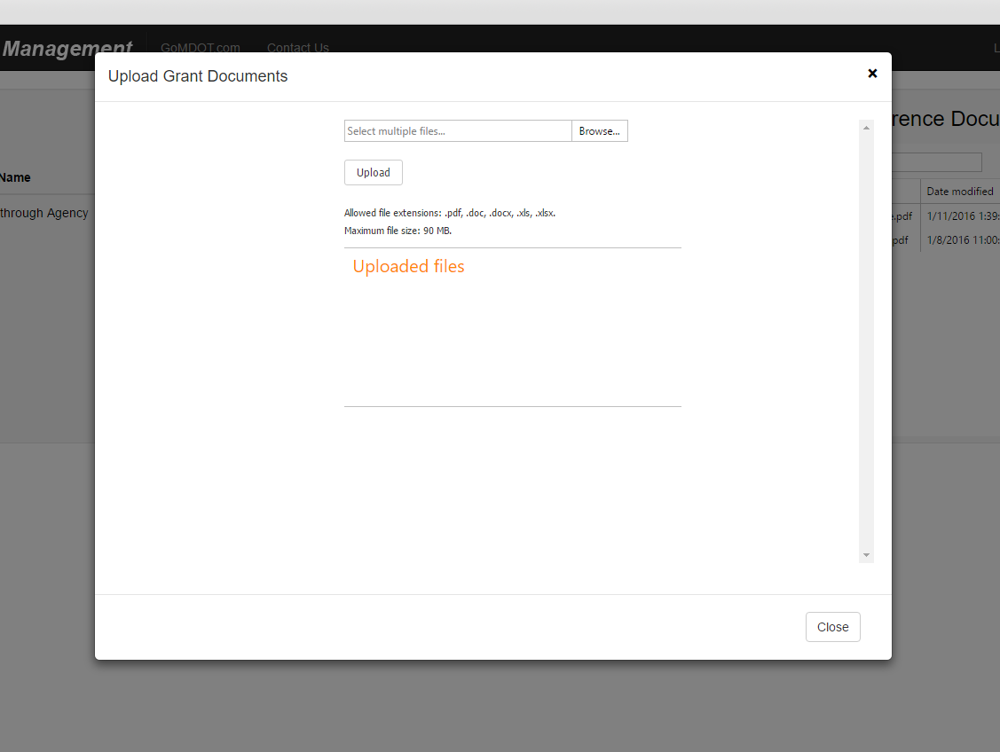 Management GoMDOT.com Contact Us
Upload Grant Documents
Select multiple files... Browse...
Upload
Allowed file extensions: .pdf, .doc, .docx, .xls, .xlsx.
Maximum file size: 90 MB.
Uploaded files
Close
Name
through Agency
rence Docu
Date modified
.pdf 1/11/2016 1:39:
pdf 1/8/2016 11:00: